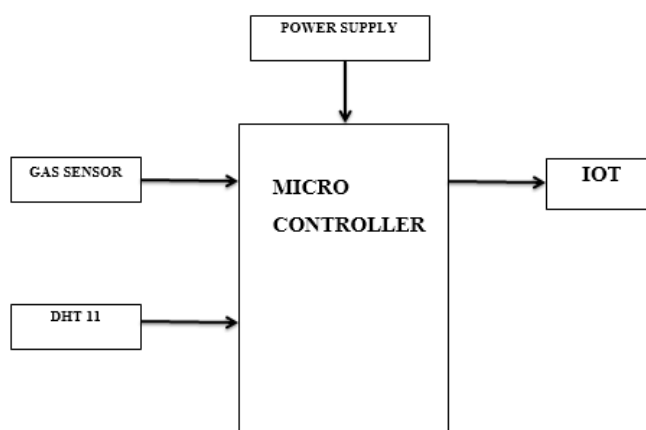 POWER SUPPLY
GAS SENSOR
MICRO
CONTROLLER
IOT
DHT 11